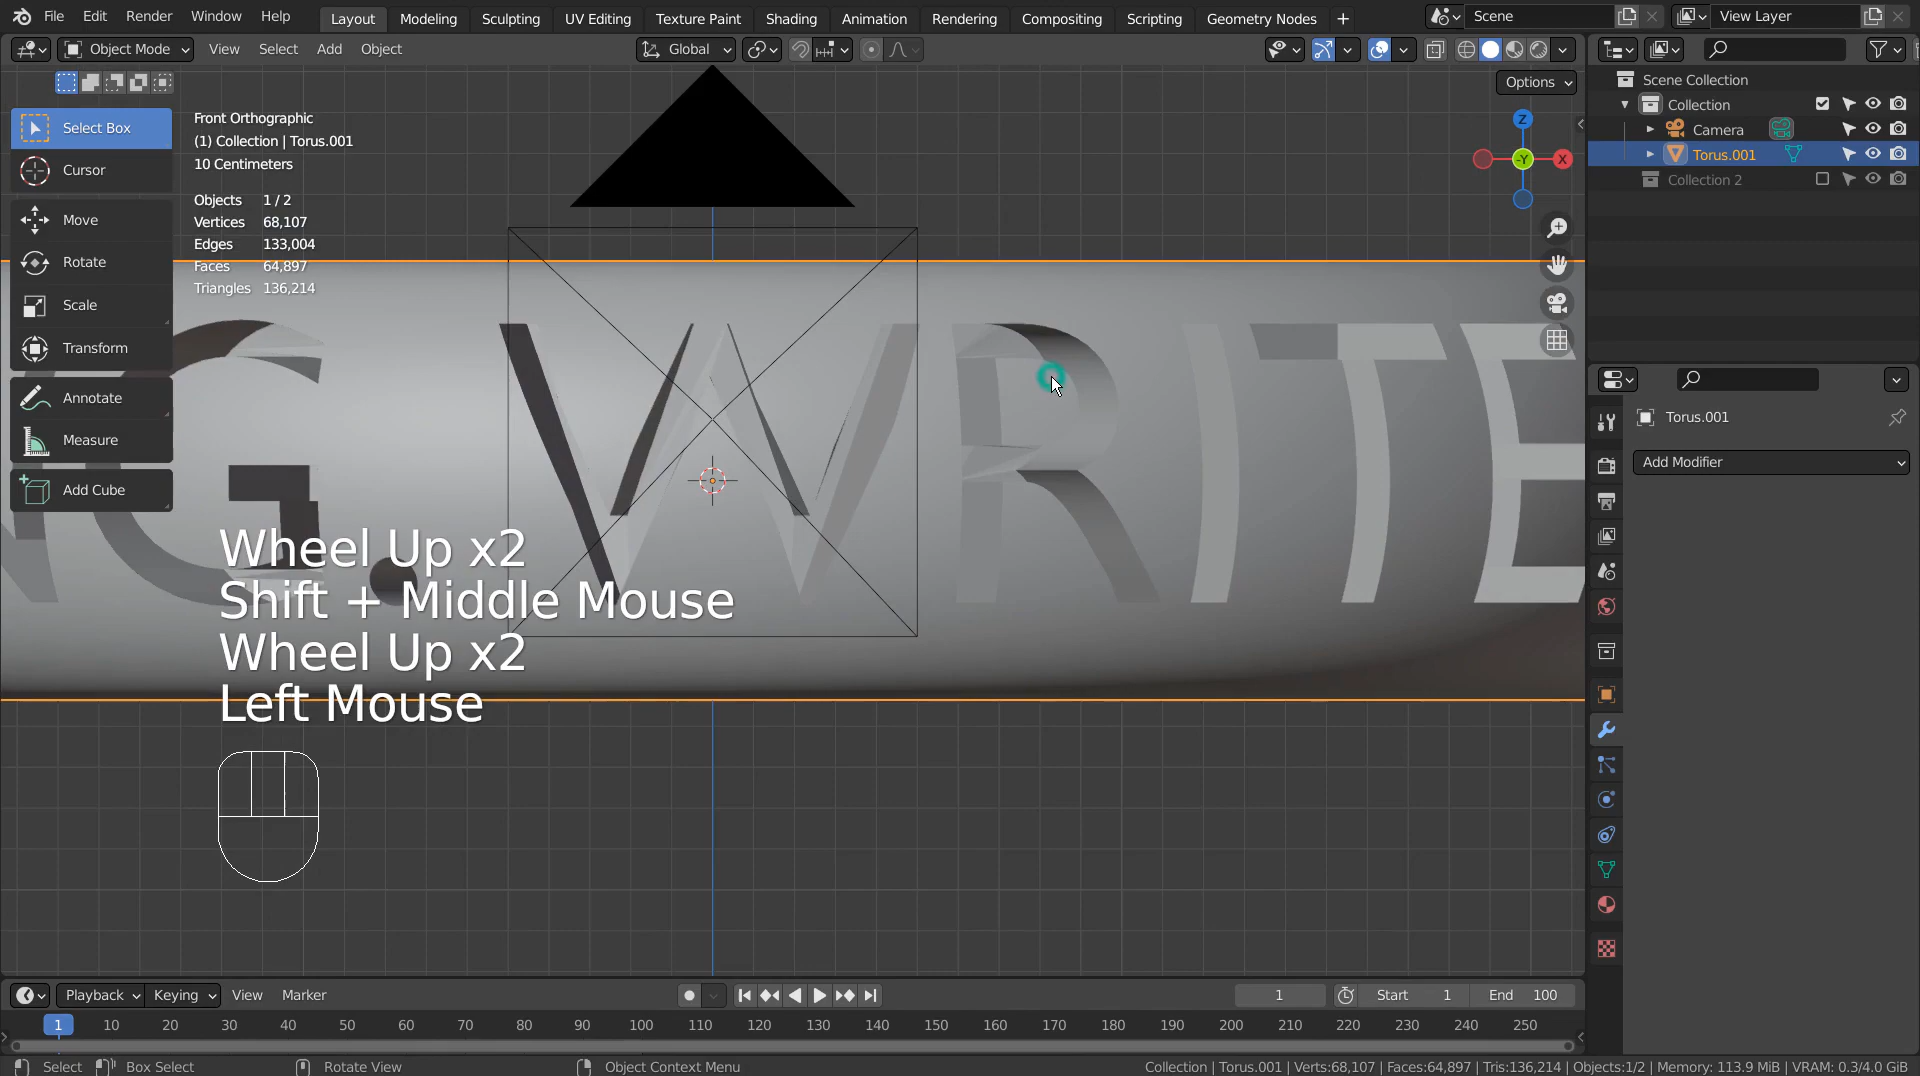 File Edit Render Window Help Layout Modeling Sculpting UV Editing Texture Paint Shading Animation Rendering Compositing Scripting Geometry Nodes + Scene View Layer
Object Mode View Select Add Object Global
Options
Select Box
Cursor
Move
Rotate
Scale
Transform
Annotate
Measure
Add Cube
Front Orthographic
(1) Collection | Torus.001
10 Centimeters
Objects 1 / 2
Vertices 68,107
Edges 133,004
Faces 64,897
Triangles 136,214
Z
-Y
X
NG. WRITE
Wheel Up x2
Shift + Middle Mouse
Wheel Up x2
Left Mouse
Scene Collection
Collection
Camera
Torus.001
Collection 2
Torus.001
Add Modifier
Playback Keying View Marker 1 Start 1 End 100
1 10 20 30 40 50 60 70 80 90 100 110 120 130 140 150 160 170 180 190 200 210 220 230 240 250
Select Box Select Rotate View Object Context Menu Collection | Torus.001 | Verts:68,107 | Faces:64,897 | Tris:136,214 | Objects:1/2 | Memory: 113.9 MiB | VRAM: 0.3/4.0 GiB